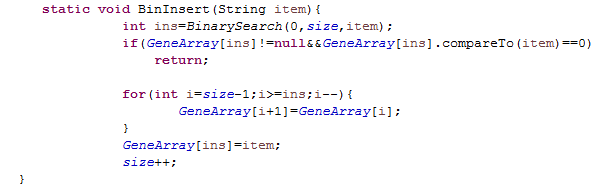 static void BinInsert(String item){
int ins=BinarySearch(0,size,item);
if(GeneArray[ins]!=null&&GeneArray[ins].compareTo(item)==0)
return;
for(int i=size-1;i>=ins;i--){
GeneArray[i+1]=GeneArray[i];
}
GeneArray[ins]=item;
size++;
}